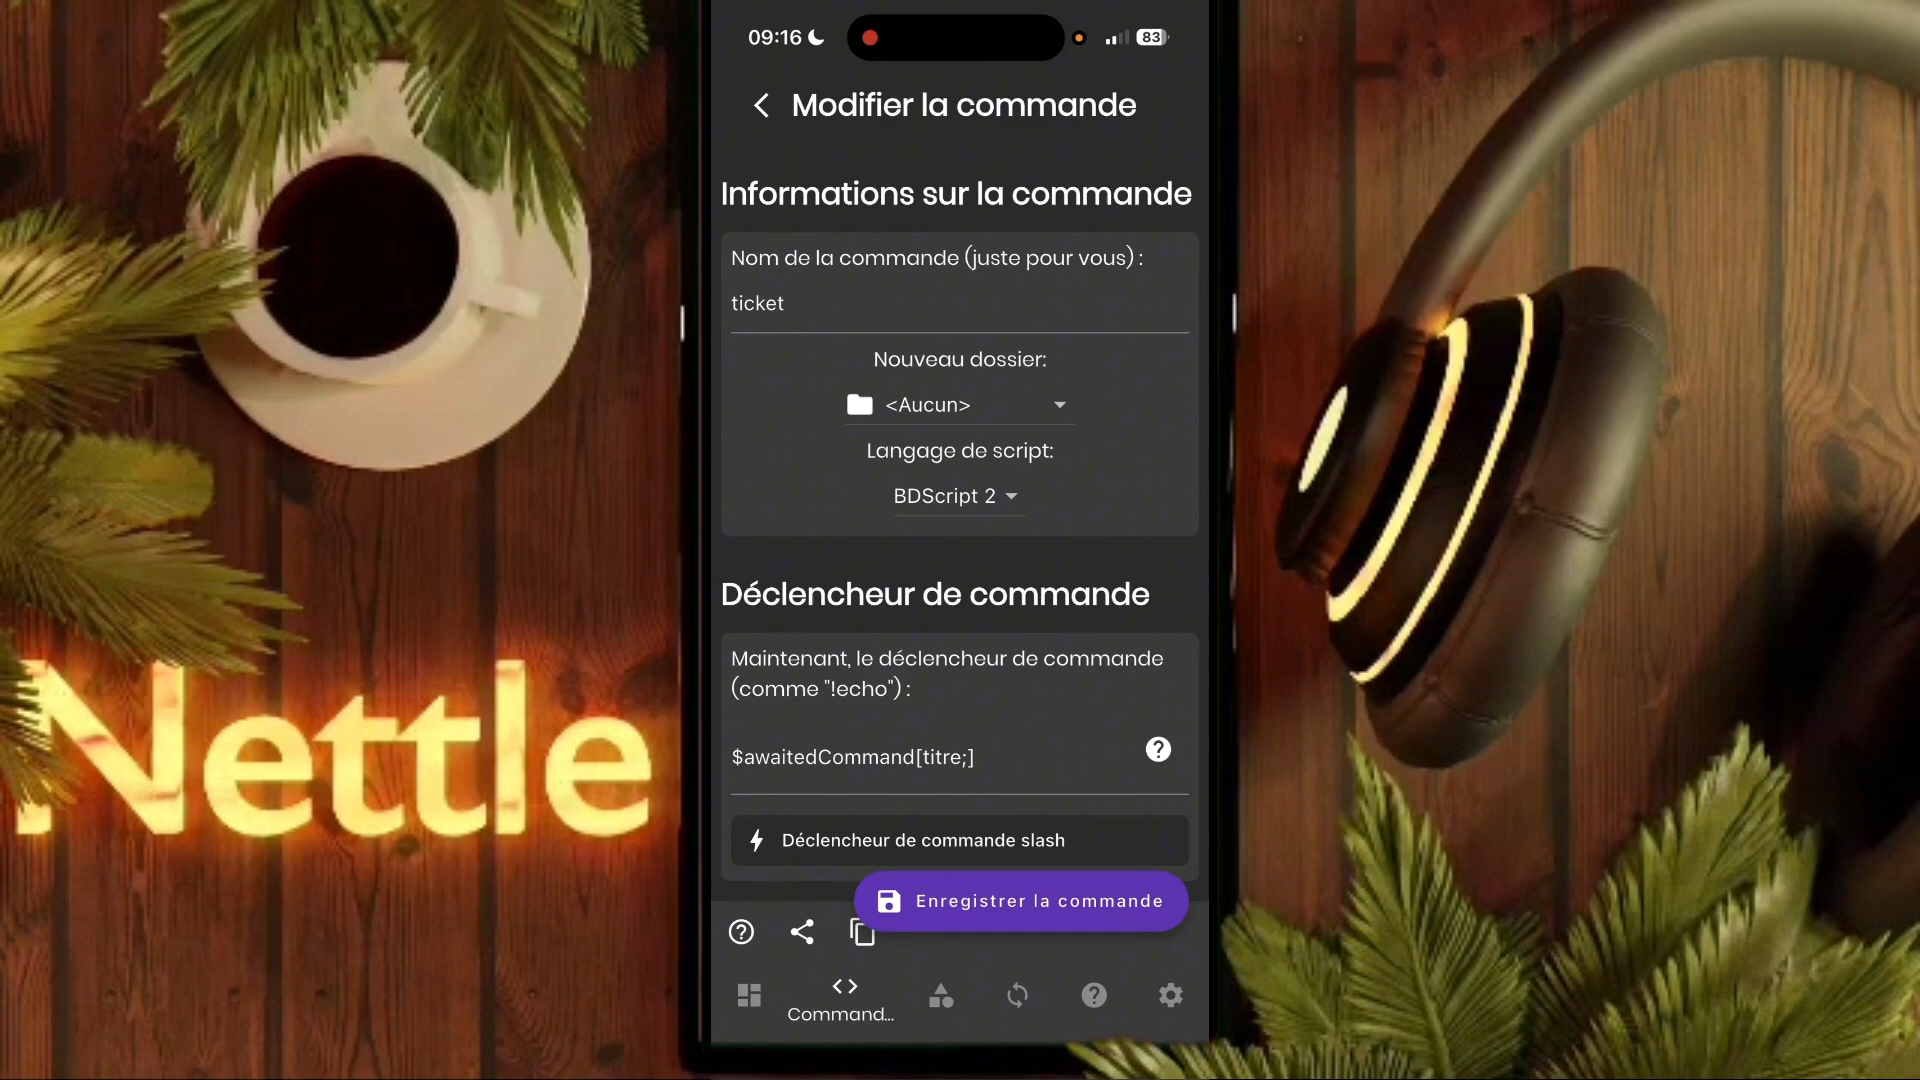 09:16
83
Modifier la commande
Informations sur la commande
Nom de la commande (juste pour vous) :
ticket
Nouveau dossier:
<Aucun>
Langage de script:
BDScript 2
Déclencheur de commande
Maintenant, le déclencheur de commande
(comme "!echo") :
$awaitedCommand[titre;]
Déclencheur de commande slash
Enregistrer la commande
Command...
Nettle